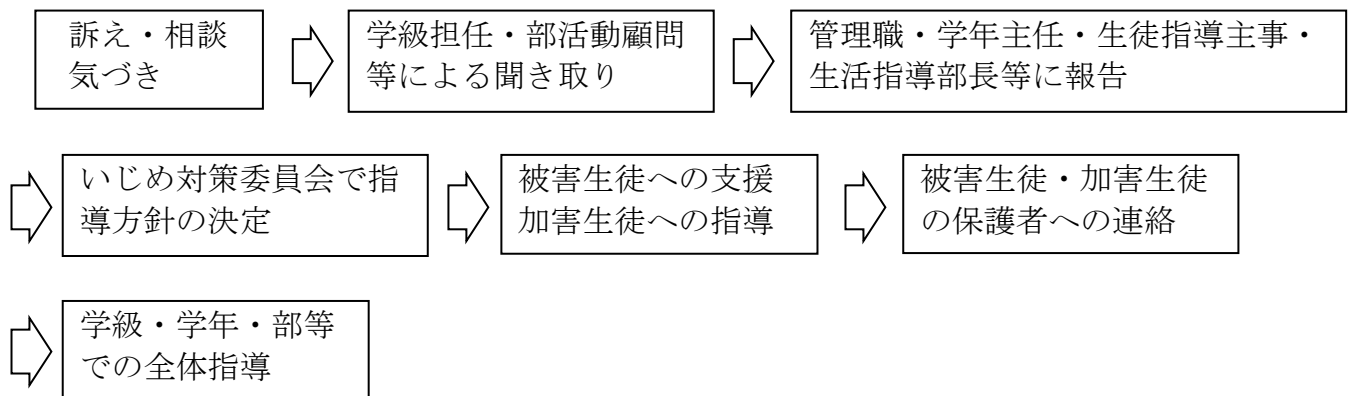 訴え・相談
気づき
学級担任・部活動顧問
等による聞き取り
管理職・学年主任・生徒指導主事・
生活指導部長等に報告
いじめ対策委員会で指
導方針の決定
被害生徒への支援
加害生徒への指導
被害生徒・加害生徒
の保護者への連絡
学級・学年・部等
での全体指導